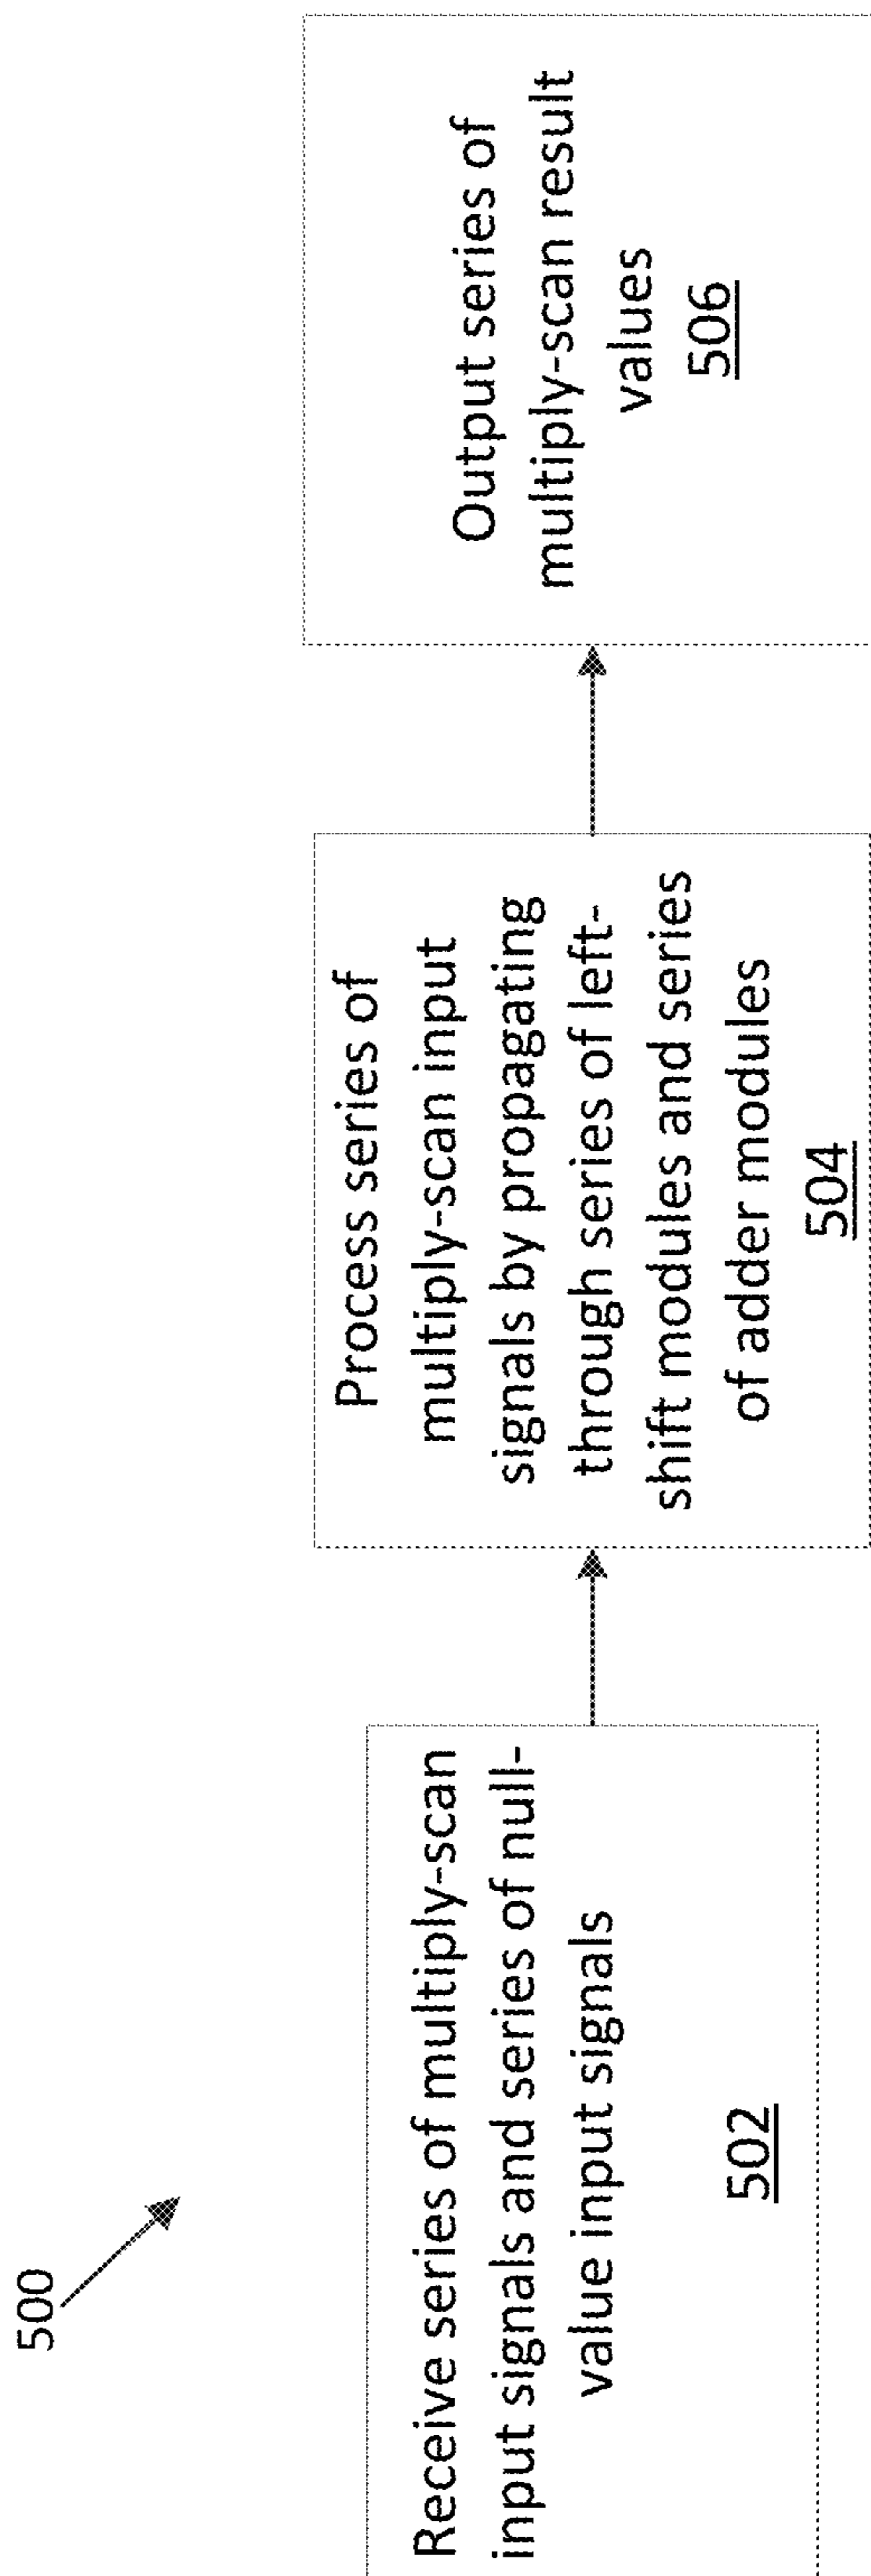 500
Receive series of multiply-scan
input signals and series of null-
value input signals
502
Process series of
multiply-scan input
signals by propagating
through series of left-
shift modules and series
of adder modules
504
Output series of
multiply-scan result
values
506